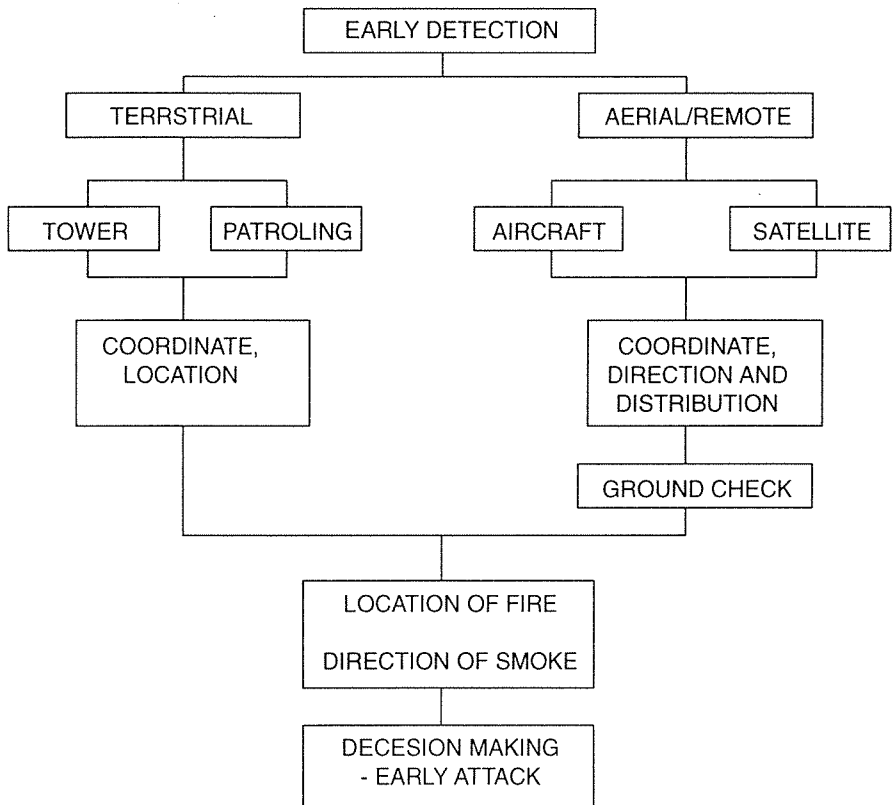 EARLY DETECTION
TERRSTRIAL
AERIAL/REMOTE
TOWER
PATROLING
AIRCRAFT
SATELLITE
COORDINATE,
LOCATION
COORDINATE,
DIRECTION AND
DISTRIBUTION
GROUND CHECK
LOCATION OF FIRE
DIRECTION OF SMOKE
DECESION MAKING
- EARLY ATTACK